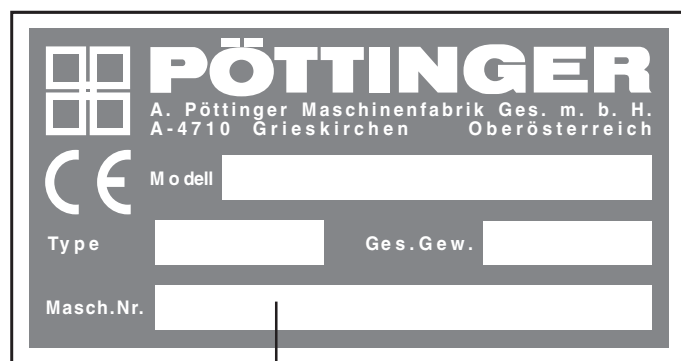 PÖTTINGER
A. Pöttinger Maschinenfabrik Ges. m. b. H.
A-4710 Grieskirchen Oberösterreich
CE Modell
Type Ges.Gew.
Masch.Nr.